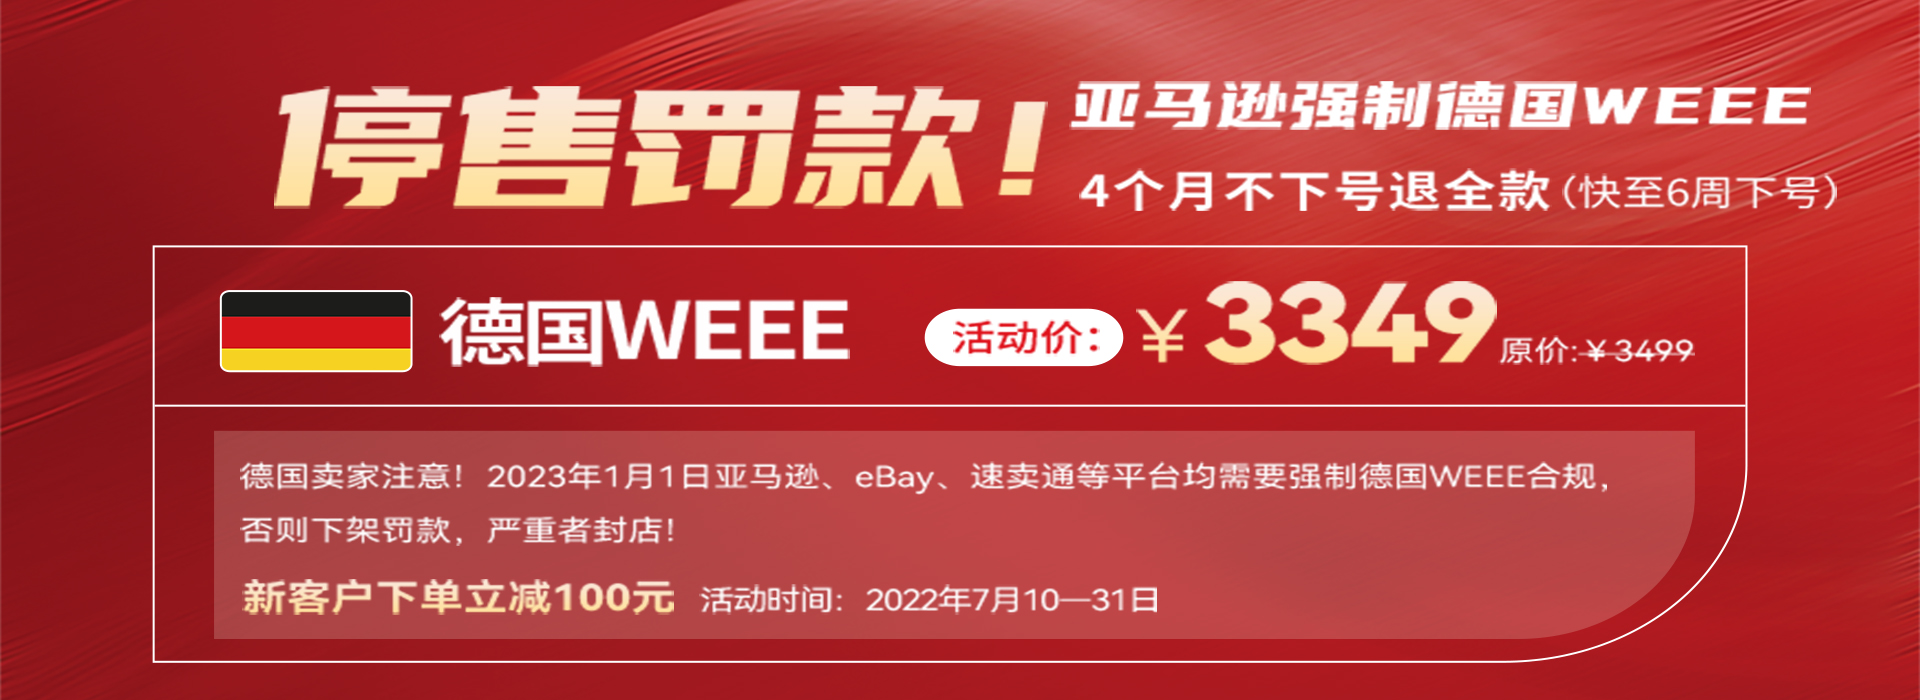 停售罚款！
亚马逊强制德国WEEE
4个月不下号退全款(快至6周下号)
德国WEEE
活动价：¥3349
原价:¥3499
德国卖家注意！2023年1月1日亚马逊、eBay、速卖通等平台均需要强制德国WEEE合规，
否则下架罚款，严重者封店！
新客户下单立减100元 活动时间：2022年7月10—31日